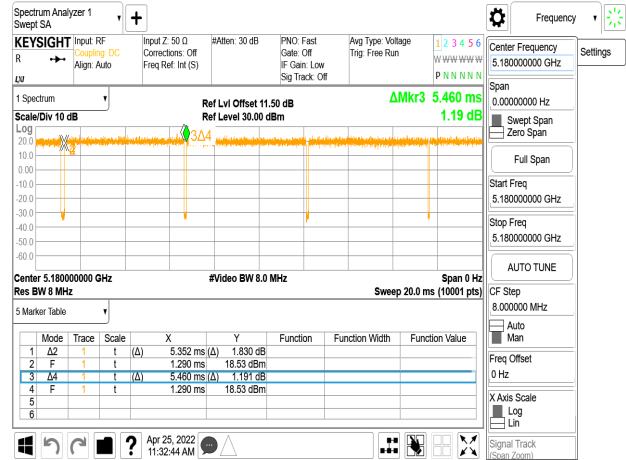 Spectrum Analyzer 1
Swept SA
Frequency
KEYSIGHT
R
Input: RF
Coupling: DC
Align: Auto
Input Z: 50 Ω
Corrections: Off
Freq Ref: Int (S)
#Atten: 30 dB
PNO: Fast
Gate: Off
IF Gain: Low
Sig Track: Off
Avg Type: Voltage
Trig: Free Run
1 2 3 4 5 6
W W W W W W
P N N N N N
1 Spectrum
Scale/Div 10 dB
Ref Lvl Offset 11.50 dB
Ref Level 30.00 dBm
ΔMkr3 5.460 ms
1.19 dB
Log
3Δ4
20.0
10.0
0.00
-10.0
-20.0
-30.0
-40.0
-50.0
-60.0
Center 5.180000000 GHz
#Video BW 8.0 MHz
Span 0 Hz
Res BW 8 MHz
Sweep 20.0 ms (10001 pts)
5 Marker Table
Mode Trace Scale X Y Function Function Width Function Value
1 Δ2 1 t (Δ) 5.352 ms (Δ) 1.830 dB
2 F 1 t 1.290 ms 18.53 dBm
3 Δ4 1 t (Δ) 5.460 ms (Δ) 1.191 dB
4 F 1 t 1.290 ms 18.53 dBm
5
6
?
Apr 25, 2022
11:32:44 AM
Center Frequency
5.180000000 GHz
Settings
Span
0.00000000 Hz
Swept Span
Zero Span
Full Span
Start Freq
5.180000000 GHz
Stop Freq
5.180000000 GHz
AUTO TUNE
CF Step
8.000000 MHz
Auto
Man
Freq Offset
0 Hz
X Axis Scale
Log
Lin
Signal Track
(Span Zoom)